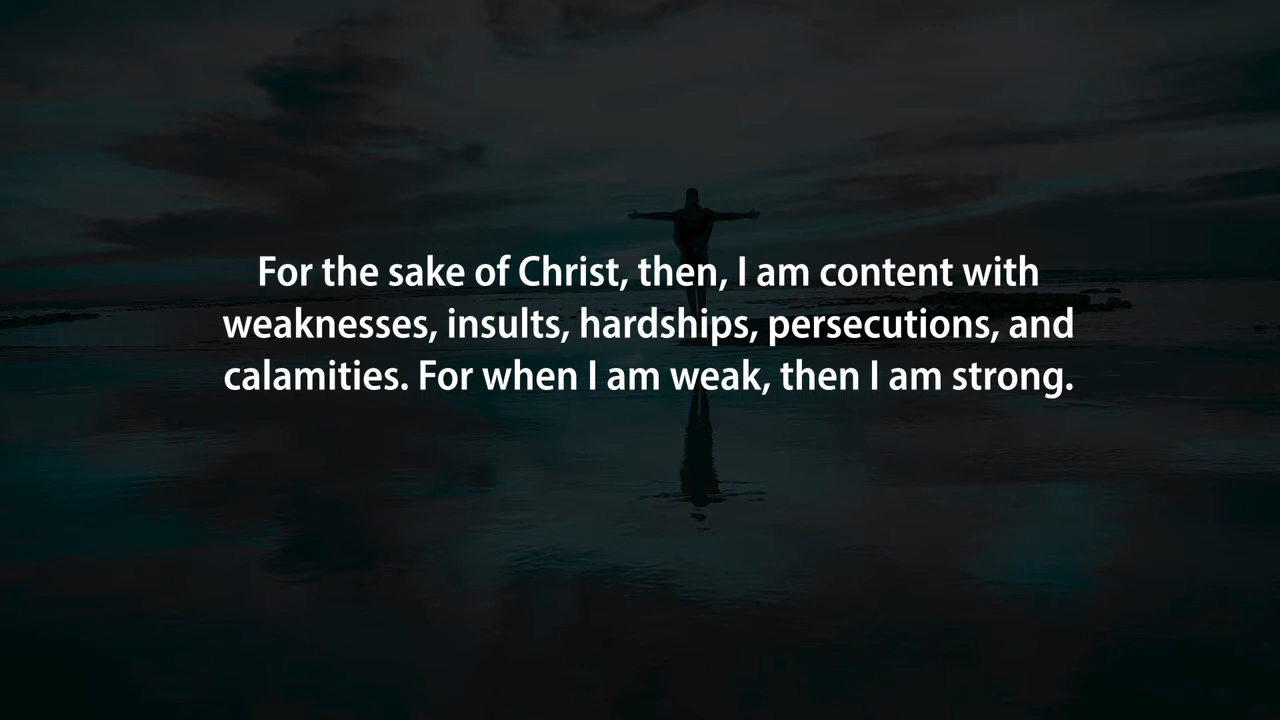 For the sake of Christ, then, I am content with
weaknesses, insults, hardships, persecutions, and
calamities. For when I am weak, then I am strong.